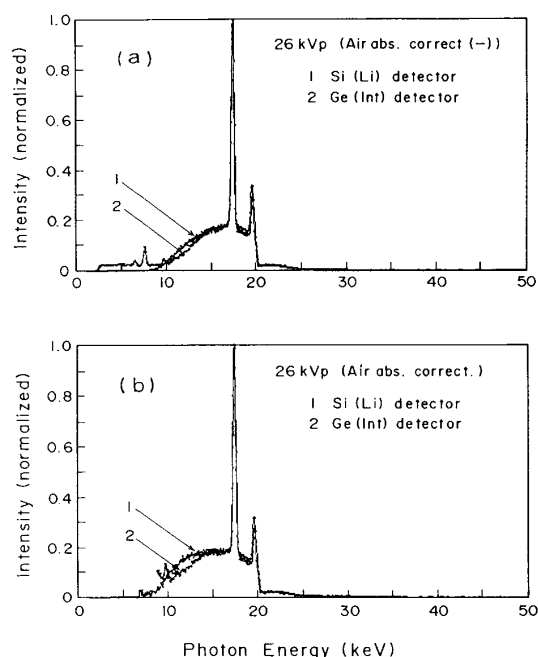 1.0
0.8
0.6
0.4
0.2
0
Intensity (normalized)
(a)
26 kVp (Air abs. correct (-))
1 Si (Li) detector
2 Ge (Int) detector
1
2
0 10 20 30 40 50
1.0
0.8
0.6
0.4
0.2
0
Intensity (normalized)
(b)
26 kVp (Air abs. correct.)
1 Si (Li) detector
2 Ge (Int) detector
1
2
0 10 20 30 40 50
Photon Energy (keV)